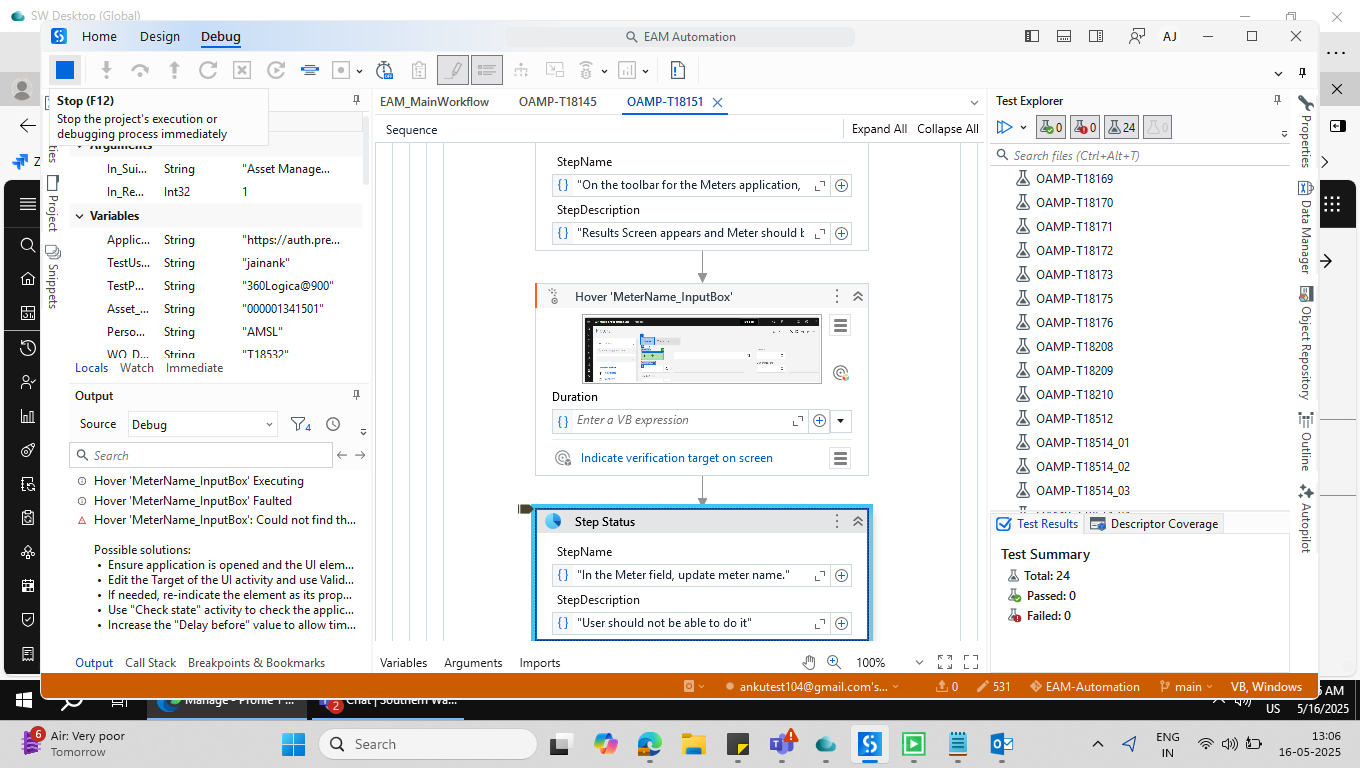 SW Desktop (Global)
Home
Design
Debug
EAM Automation
AJ
Stop (F12)
Stop the project's execution or
debugging process immediately
Arguments
In_Sui...
String
"Asset Manage...
In_Re...
Int32
1
Variables
Applic...
String
"https://auth.pre...
TestUs...
String
"jainank"
TestP...
String
"360Logica@900"
Asset_...
String
"000001341501"
Perso...
String
"AMSL"
WO_D...
String
"T18532"
Locals
Watch
Immediate
Project
Snippets
Output
Source
Debug
4
Search
Hover 'MeterName_InputBox' Executing
Hover 'MeterName_InputBox' Faulted
Hover 'MeterName_InputBox': Could not find th...
Possible solutions:
• Ensure application is opened and the UI elem...
• Edit the Target of the UI activity and use Valid...
• If needed, re-indicate the element as its prop...
• Use "Check state" activity to check the applic...
• Increase the "Delay before" value to allow tim...
Output
Call Stack
Breakpoints & Bookmarks
EAM_MainWorkflow
OAMP-T18145
OAMP-T18151
Sequence
Expand All
Collapse All
StepName
"On the toolbar for the Meters application,
StepDescription
"Results Screen appears and Meter should b
Hover 'MeterName_InputBox'
Duration
Enter a VB expression
Indicate verification target on screen
Step Status
StepName
"In the Meter field, update meter name."
StepDescription
"User should not be able to do it"
Variables
Arguments
Imports
100%
Test Explorer
0
0
24
0
Search files (Ctrl+Alt+T)
OAMP-T18169
OAMP-T18170
OAMP-T18171
OAMP-T18172
OAMP-T18173
OAMP-T18175
OAMP-T18176
OAMP-T18208
OAMP-T18209
OAMP-T18210
OAMP-T18512
OAMP-T18514_01
OAMP-T18514_02
OAMP-T18514_03
Test Results
Descriptor Coverage
Test Summary
Total: 24
Passed: 0
Failed: 0
Properties
Data Manager
Object Repository
Outline
Autopilot
ankutest104@gmail.com's...
0
531
EAM-Automation
main
VB, Windows
Manage - Profile 1 ...
2
Chat | Southern Wa...
AM
US
5/16/2025
6
Air: Very poor
Tomorrow
Search
ENG
IN
13:06
16-05-2025